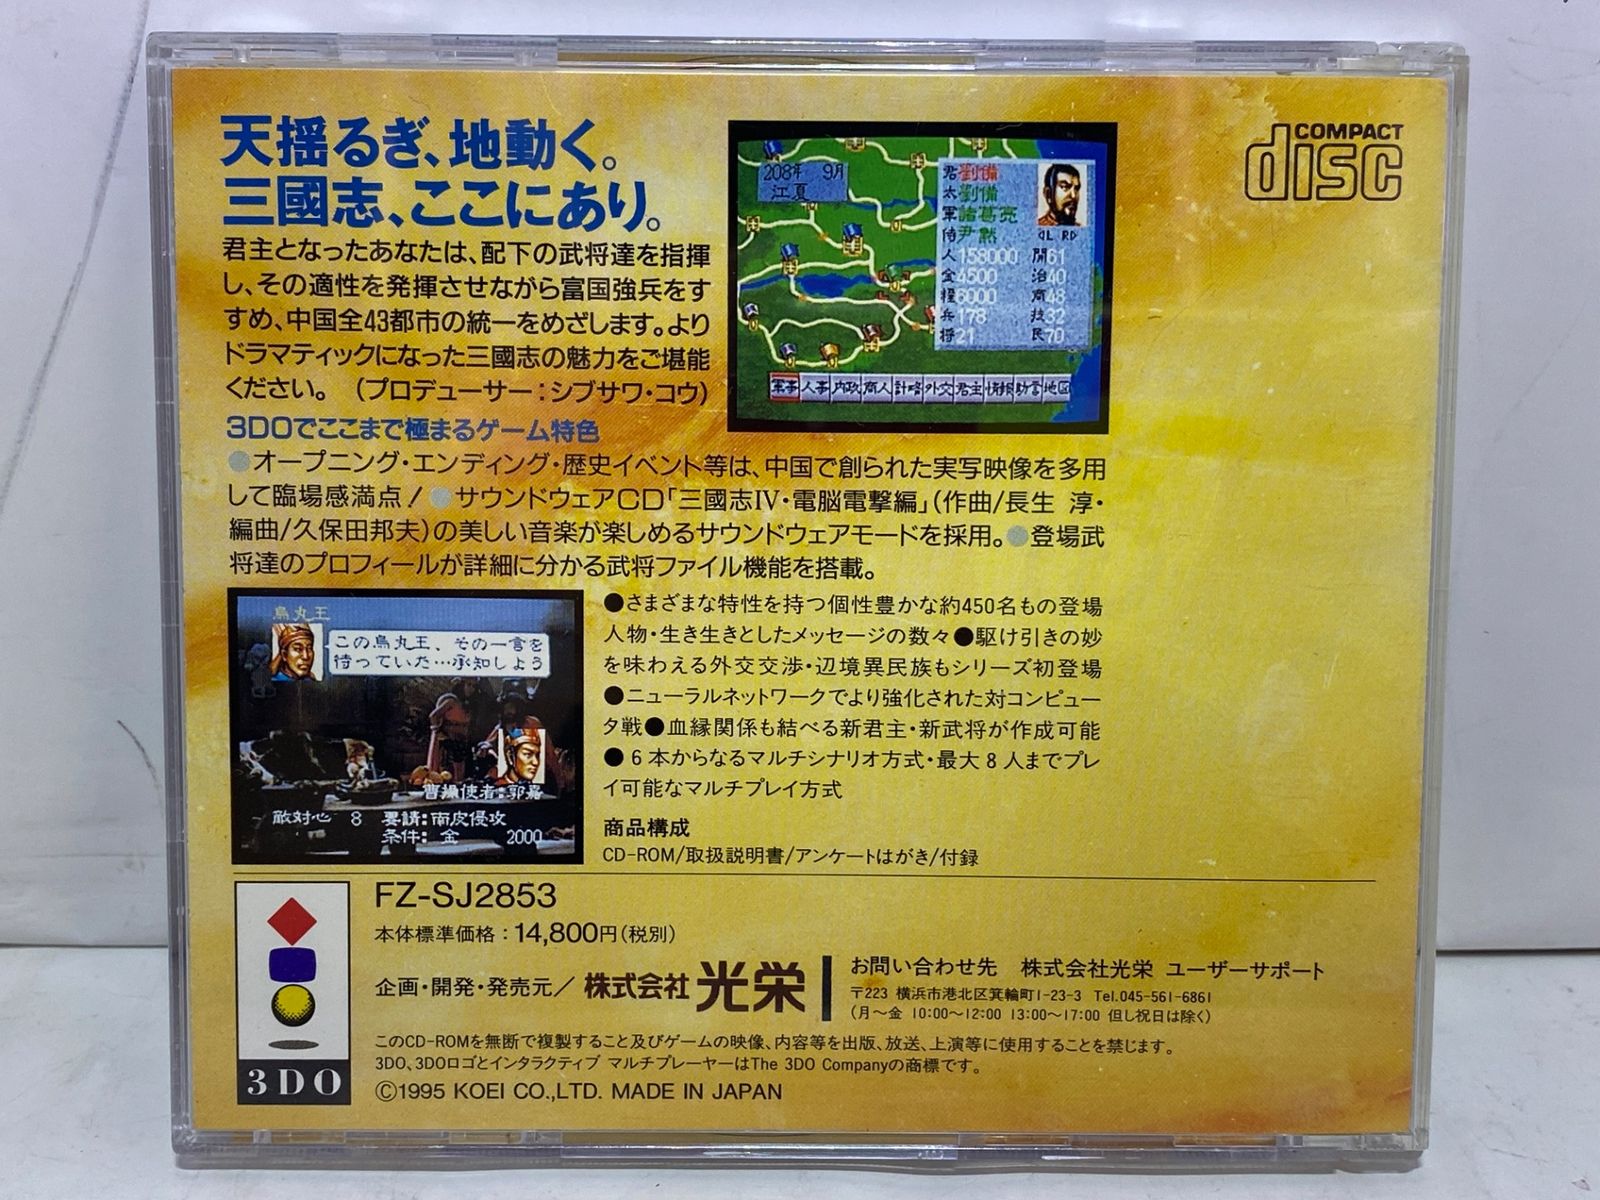 天揺るぎ、地動く。
三國志、ここにあり。
君主となったあなたは、配下の武将達を指揮
し、その適性を発揮させながら富国強兵をす
すめ、中国全43都市の統一をめざします。より
ドラマティックになった三國志の魅力をご堪能
ください。（プロデューサー：シブサワ・コウ）
COMPACT
disc
208年 9月
江夏
君劉備
太劉備
軍諸葛亮
侍尹黙
◁L R▷
人158000 開61
金4500 治40
糧6000 商48
兵178 技32
将21 民70
軍事 人事 内政 商人 計略 外交 君主 情報 助言 地図
3DOでここまで極まるゲーム特色
●オープニング・エンディング・歴史イベント等は、中国で創られた実写映像を多用
して臨場感満点！●サウンドウェアCD「三國志Ⅳ・電脳電撃編」（作曲/長生 淳・
編曲/久保田邦夫）の美しい音楽が楽しめるサウンドウェアモードを採用。●登場武
将達のプロフィールが詳細に分かる武将ファイル機能を搭載。
烏丸王
この烏丸王、その一言を
待っていた…承知しよう
曹操使者：郭嘉
敵対心 8 要請：南皮侵攻
条件：金 2000
●さまざまな特性を持つ個性豊かな約450名もの登場
人物・生き生きとしたメッセージの数々●駆け引きの妙
を味わえる外交交渉・辺境異民族もシリーズ初登場
●ニューラルネットワークでより強化された対コンピュー
タ戦●血縁関係も結べる新君主・新武将が作成可能
●6本からなるマルチシナリオ方式・最大8人までプレ
イ可能なマルチプレイ方式
商品構成
CD-ROM/取扱説明書/アンケートはがき/付録
3DO
FZ-SJ2853
本体標準価格：14,800円（税別）
企画・開発・発売元／株式会社 光栄
お問い合わせ先 株式会社光栄 ユーザーサポート
〒223 横浜市港北区箕輪町1-23-3 Tel.045-561-6861
（月〜金 10:00〜12:00 13:00〜17:00 但し祝日は除く）
このCD-ROMを無断で複製すること及びゲームの映像、内容等を出版、放送、上演等に使用することを禁じます。
3DO、3DOロゴとインタラクティブ マルチプレーヤーはThe 3DO Companyの商標です。
©1995 KOEI CO.,LTD. MADE IN JAPAN